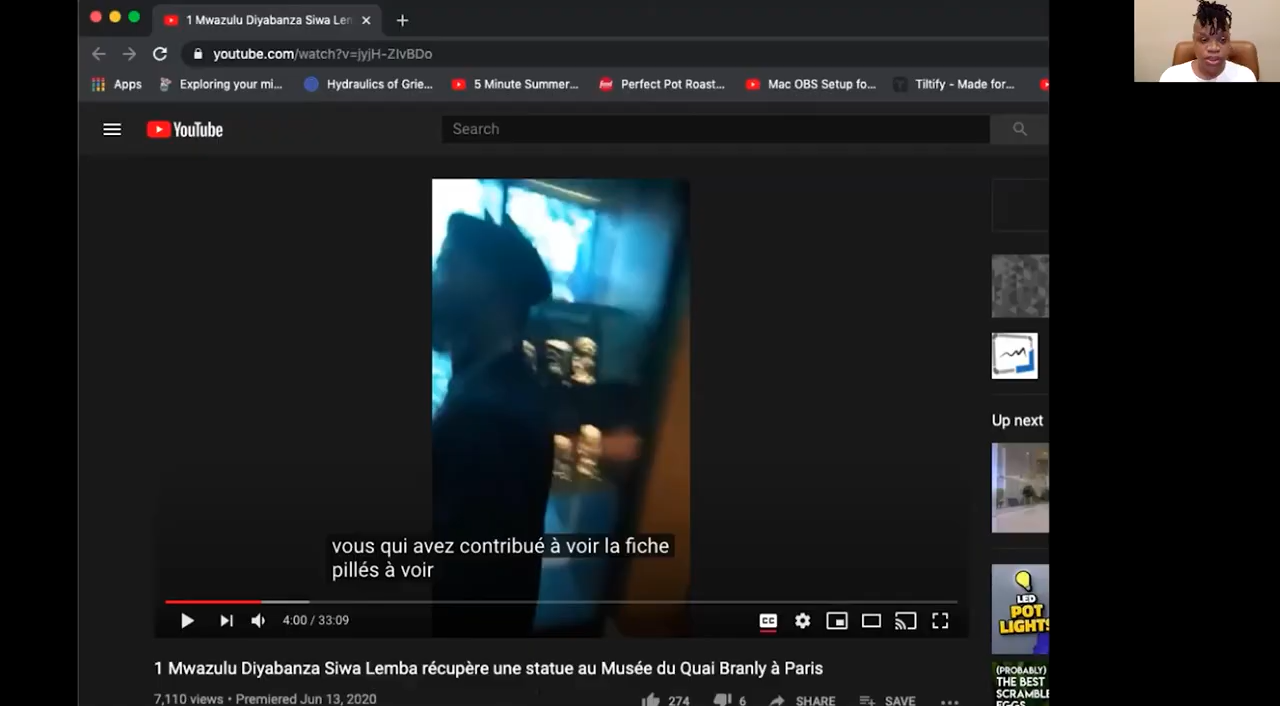 1 Mwazulu Diyabanza Siwa Lem
youtube.com/watch?v=jyjH-ZlvBDo
Apps Exploring your mi... Hydraulics of Grie... 5 Minute Summer... Perfect Pot Roast... Mac OBS Setup fo... Tiltify - Made for...
YouTube
Search
vous qui avez contribué à voir la fiche
pillés à voir
4:00 / 33:09
CC
Up next
LED
POT
LIGHTS
(PROBABLY)
THE BEST
SCRAMBLE
EGGS
1 Mwazulu Diyabanza Siwa Lemba récupère une statue au Musée du Quai Branly à Paris
7,110 views • Premiered Jun 13, 2020
274 6 SHARE SAVE